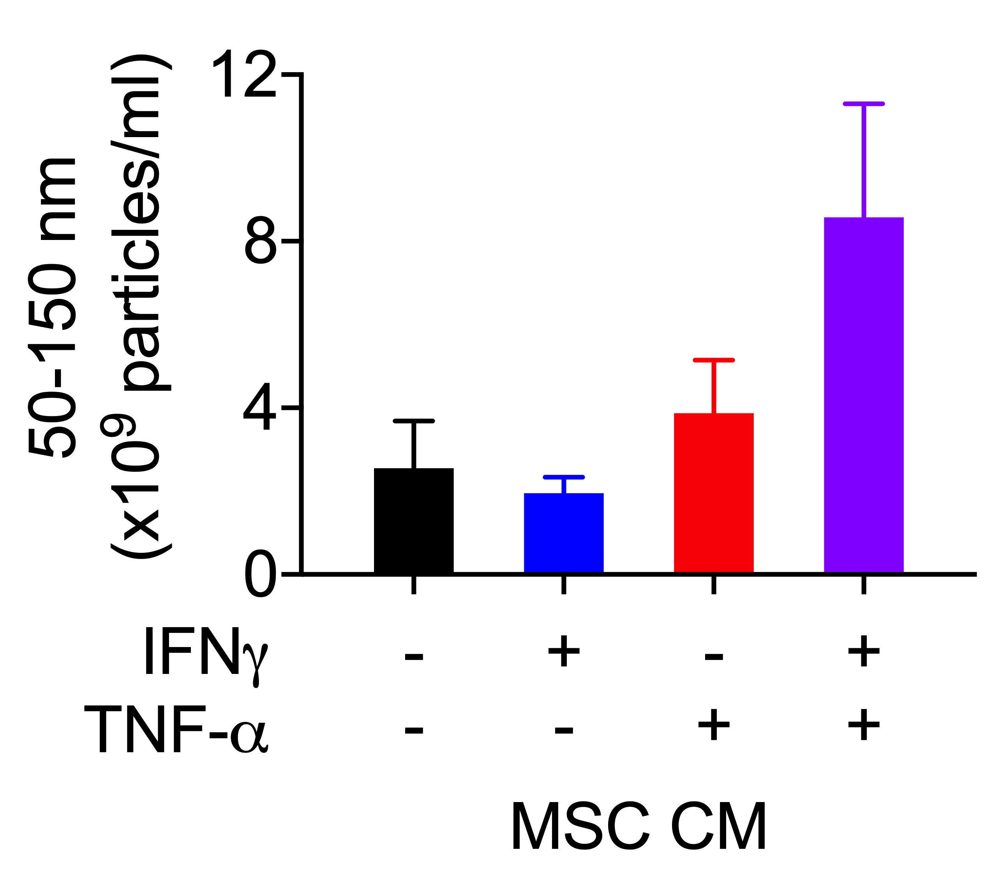 50-150 nm
(x10⁹ particles/ml)
12
8
4
0
IFNγ - + - +
TNF-α - - + +
MSC CM